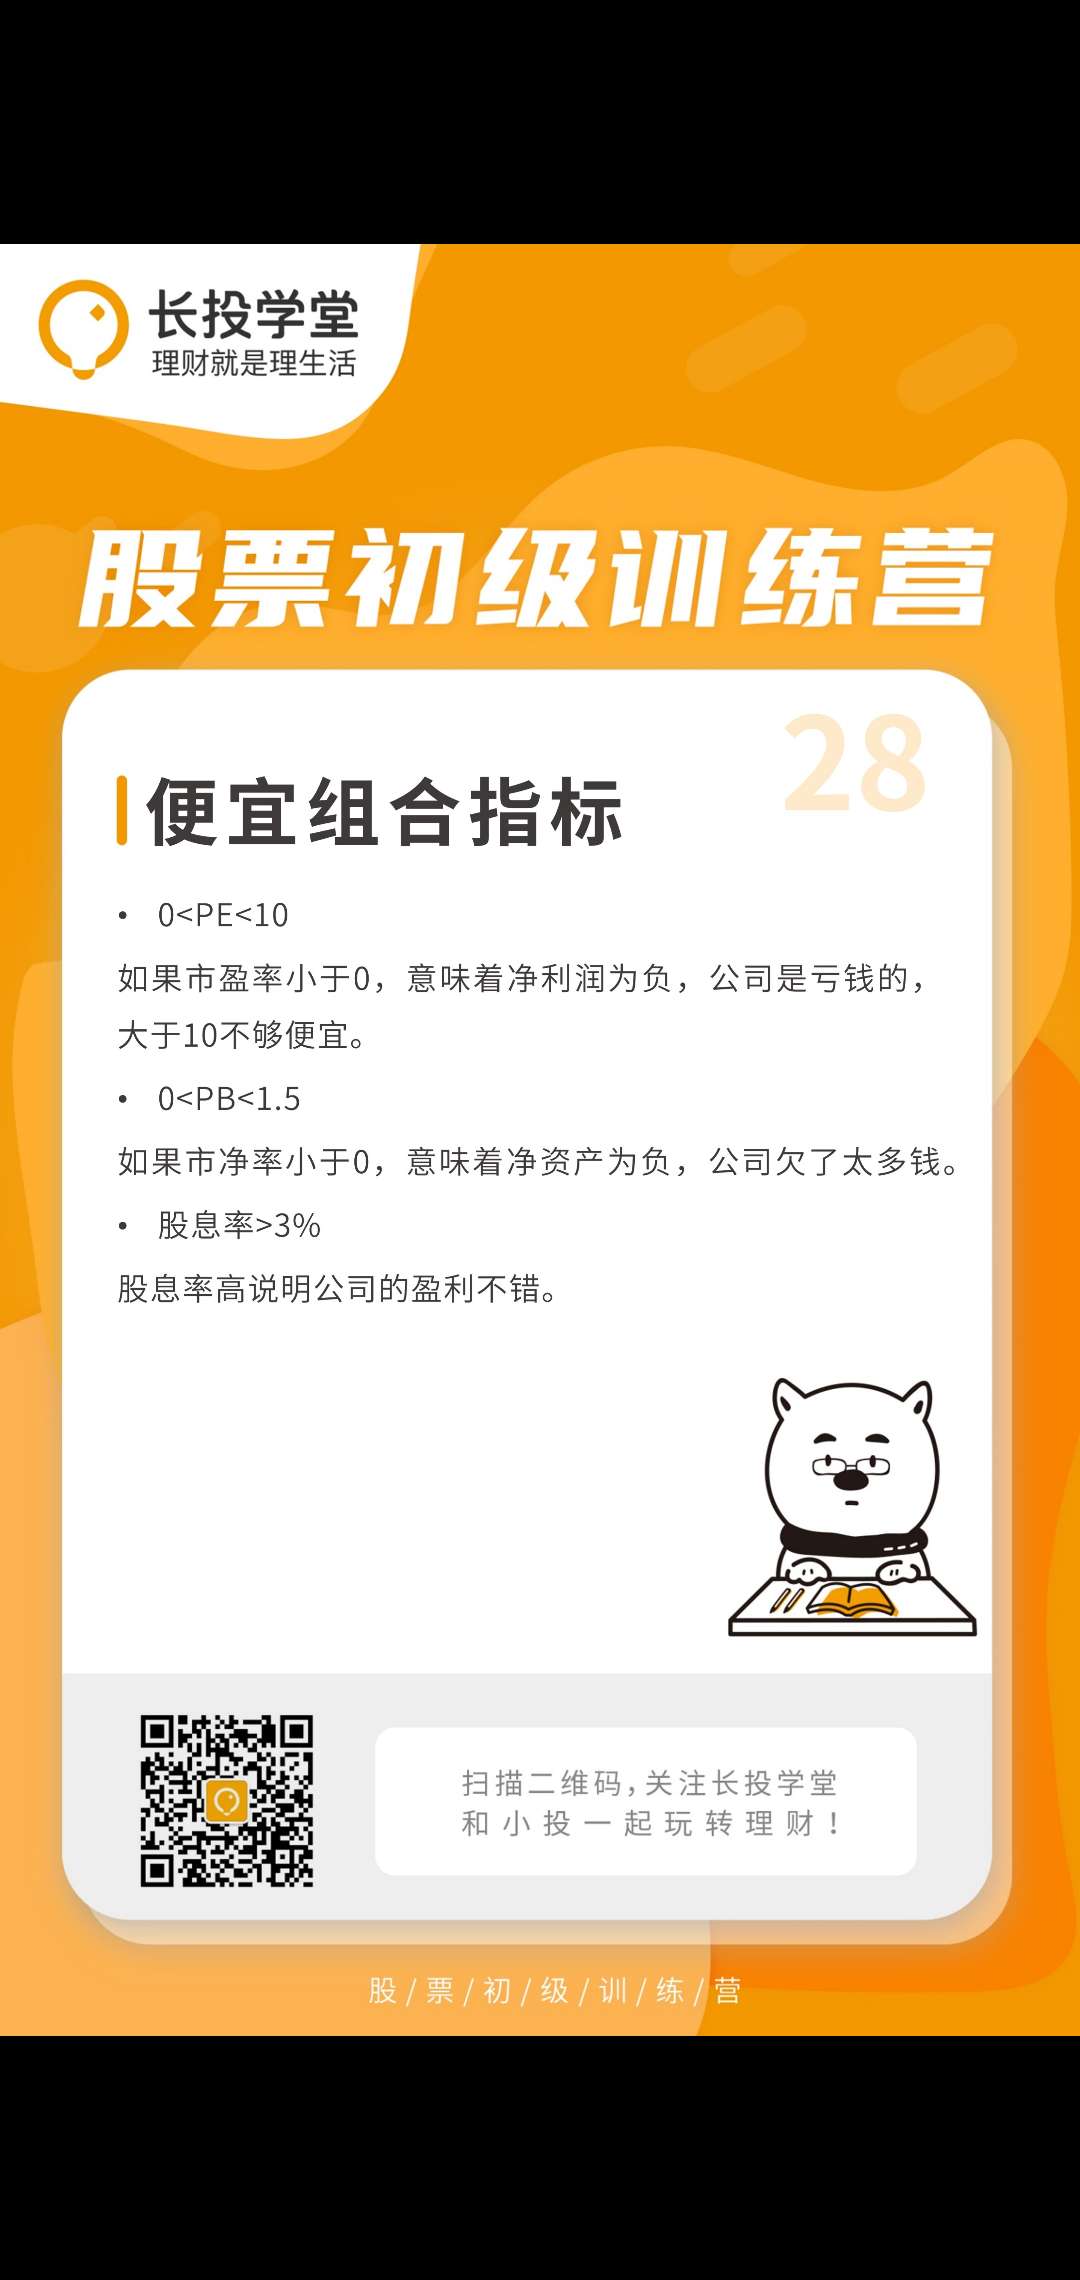 长投学堂
理财就是理生活
股票初级训练营
28
便宜组合指标
• 0<PE<10
如果市盈率小于0，意味着净利润为负，公司是亏钱的，
大于10不够便宜。
• 0<PB<1.5
如果市净率小于0，意味着净资产为负，公司欠了太多钱。
• 股息率>3%
股息率高说明公司的盈利不错。
扫描二维码，关注长投学堂
和小投一起玩转理财！
股/票/初/级/训/练/营